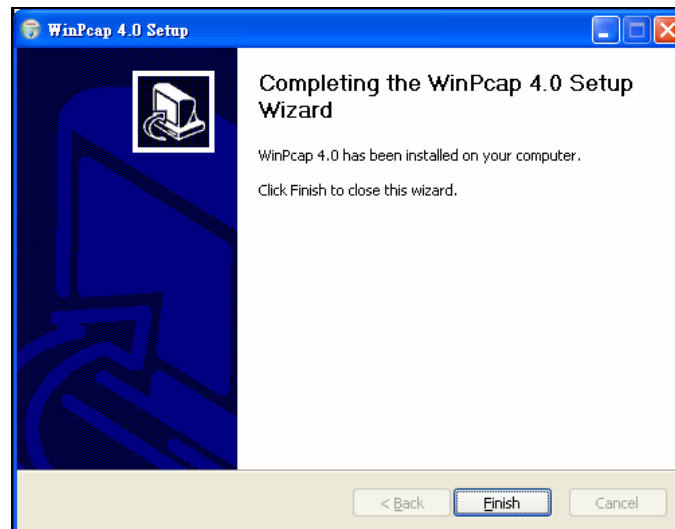 WinPcap 4.0 Setup
Completing the WinPcap 4.0 Setup
Wizard
WinPcap 4.0 has been installed on your computer.
Click Finish to close this wizard.
< Back
Finish
Cancel